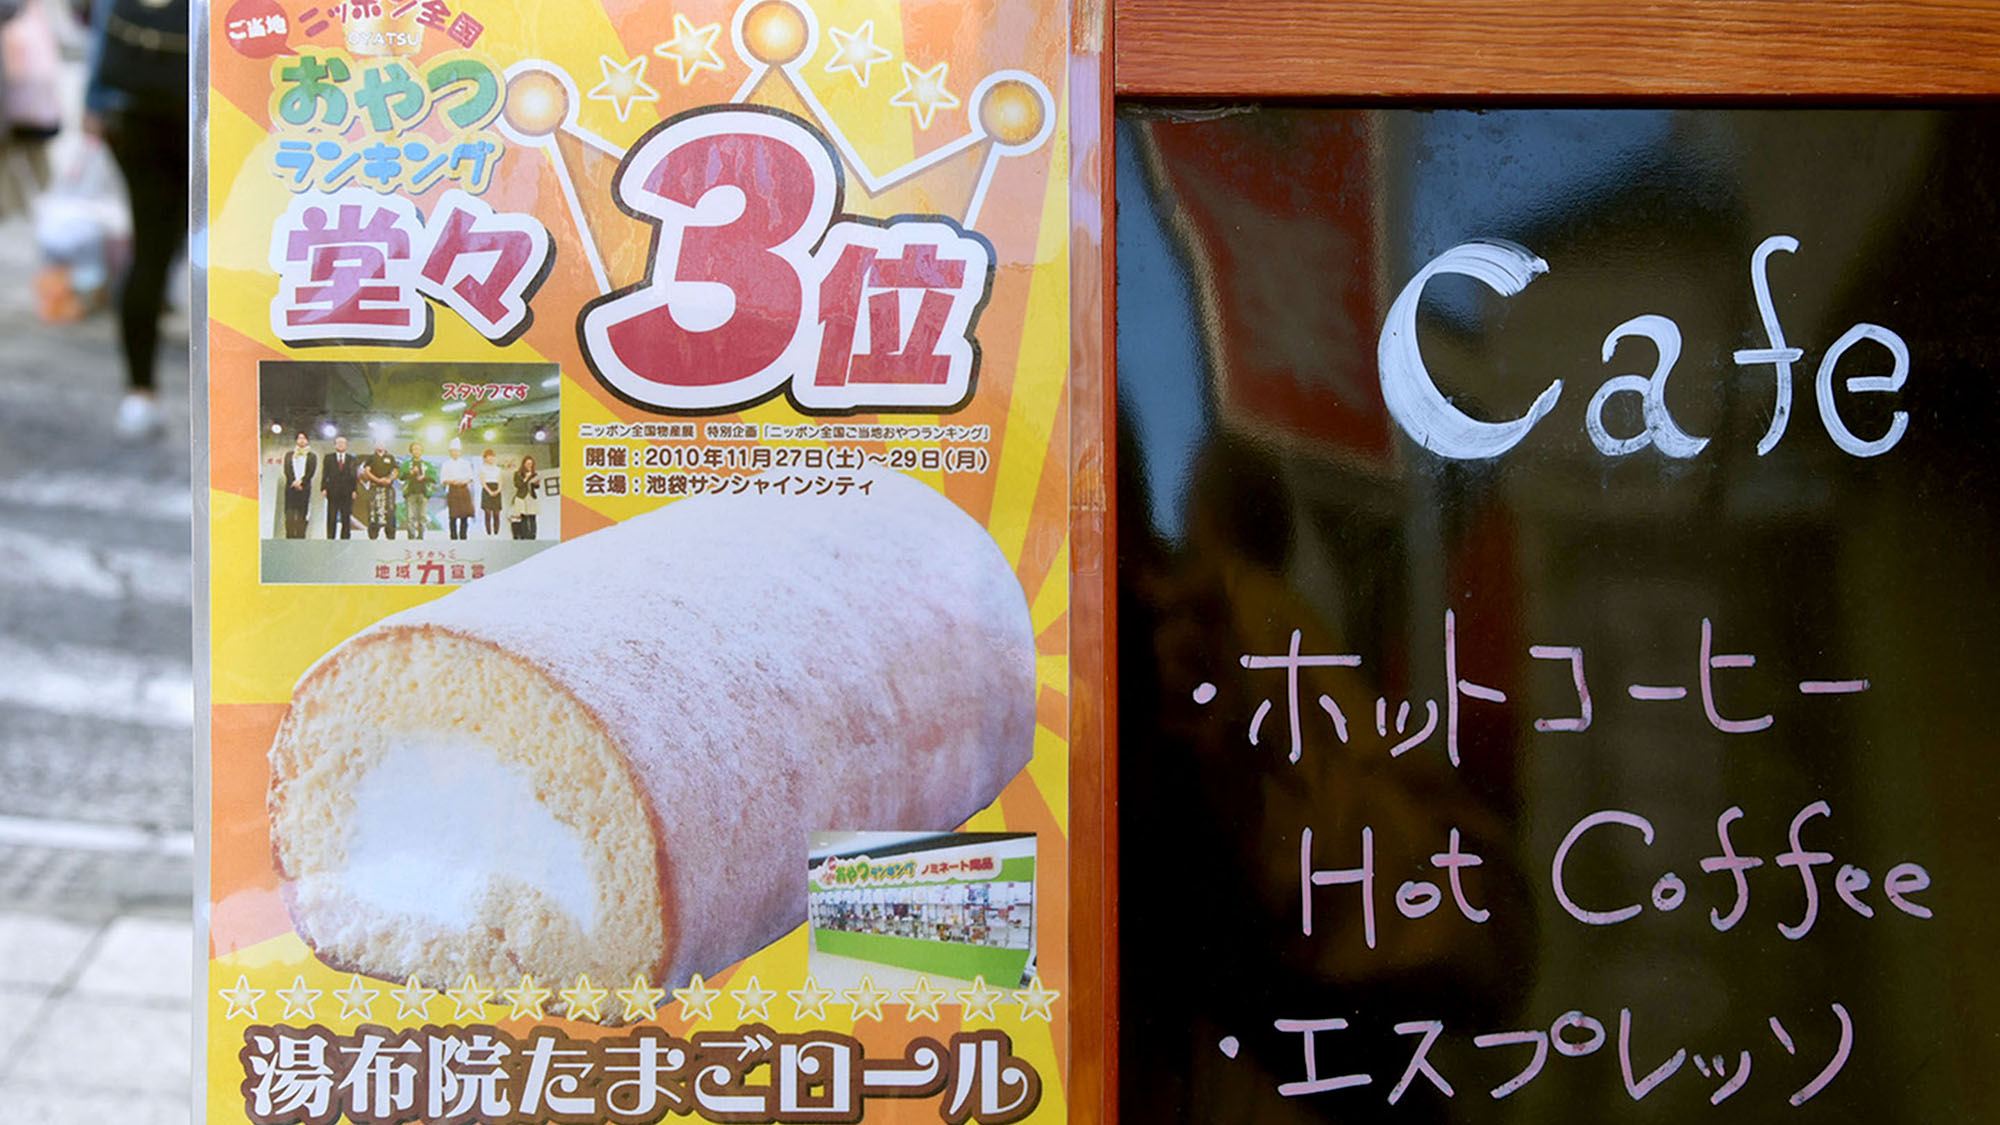 ご当地
ニッポン全国
OYATSU
おやつ
ランキング
堂々3位
スタッフです
ニッポン全国物産展 特別企画「ニッポン全国ご当地おやつランキング」
開催:2010年11月27日(土)~29日(月)
会場:池袋サンシャインシティ
ちから
地域力宣言
おやつランキング ノミネート商品
湯布院たまごロール
Cafe
・ホットコーヒー
Hot Coffee
・エスプレッソ